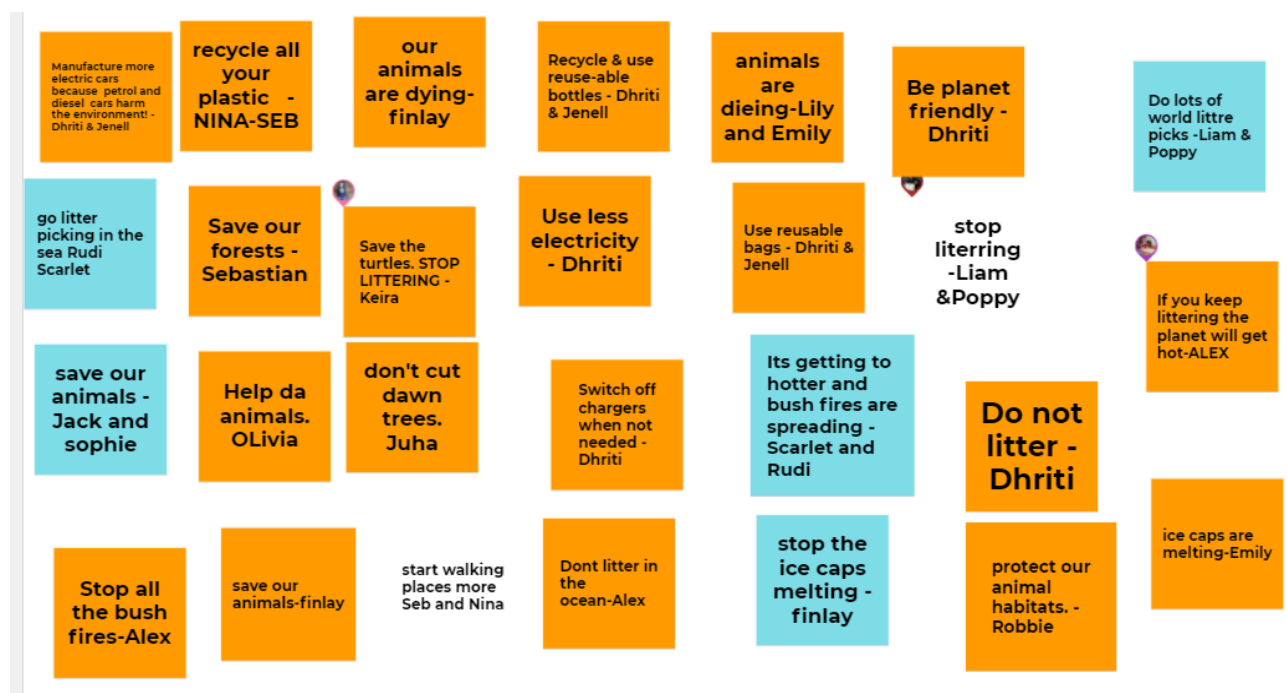 Manufacture more
electric cars
because petrol and
diesel cars harm
the environment! -
Dhriti & Jenell
recycle all
your
plastic -
NINA-SEB
our
animals
are dying-
finlay
Recycle & use
reuse-able
bottles - Dhriti
& Jenell
animals
are
dieing-Lily
and Emily
Be planet
friendly -
Dhriti
Do lots of
world littre
picks -Liam &
Poppy
go litter
picking in the
sea Rudi
Scarlet
Save our
forests -
Sebastian
Save the
turtles. STOP
LITTERING -
Keira
Use less
electricity
- Dhriti
Use reusable
bags - Dhriti &
Jenell
stop
literring
-Liam
&Poppy
If you keep
littering the
planet will get
hot-ALEX
save our
animals -
Jack and
sophie
Help da
animals.
OLivia
don't cut
dawn
trees.
Juha
Switch off
chargers
when not
needed -
Dhriti
Its getting to
hotter and
bush fires are
spreading -
Scarlet and
Rudi
Do not
litter -
Dhriti
Stop all
the bush
fires-Alex
save our
animals-finlay
start walking
places more
Seb and Nina
Dont litter in
the
ocean-Alex
stop the
ice caps
melting -
finlay
protect our
animal
habitats. -
Robbie
ice caps are
melting-Emily